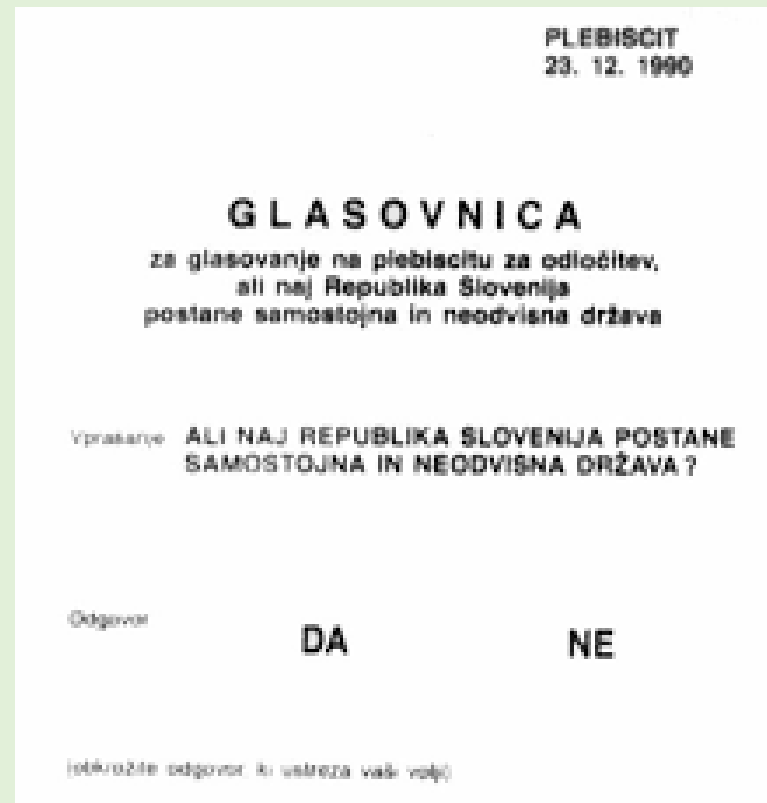 PLEBISCIT
23. 12. 1990
GLASOVNICA
za glasovanje na plebiscitu za odločitev,
ali naj Republika Slovenija
postane samostojna in neodvisna država
Vprašanje ALI NAJ REPUBLIKA SLOVENIJA POSTANE
SAMOSTOJNA IN NEODVISNA DRŽAVA?
Odgovor
DA NE
(obkrožite odgovor, ki ustreza vaši volji)